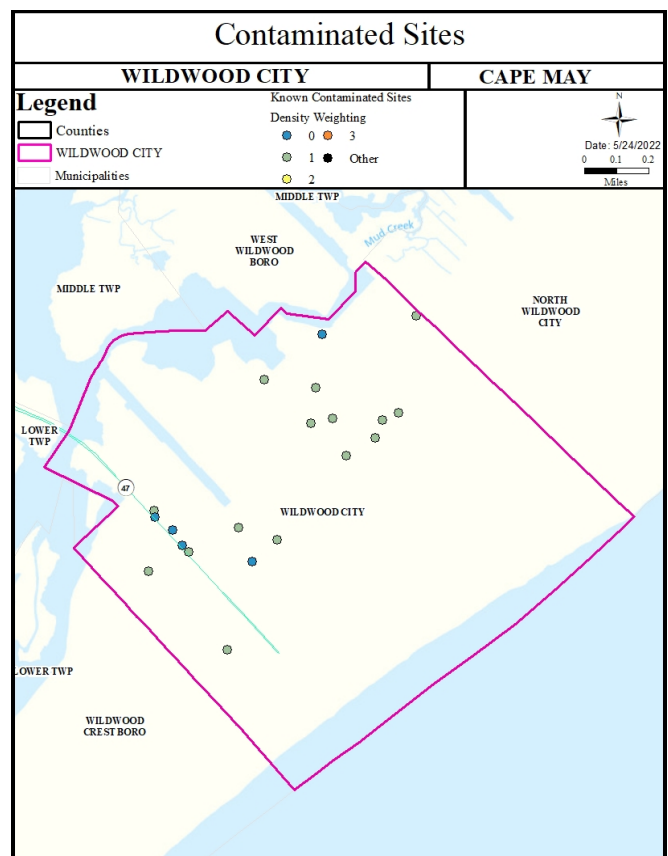 Contaminated Sites
WILDWOOD CITY
CAPE MAY
Legend
Counties
WILDWOOD CITY
Municipalities
Known Contaminated Sites
Density Weighting
0
3
1
Other
2
N
Date: 5/24/2022
0 0.1 0.2
Miles
MIDDLE TWP
Mud Creek
WEST
WILDWOOD
BORO
MIDDLE TWP
NORTH
WILDWOOD
CITY
LOWER
TWP
47
WILDWOOD CITY
LOWER TWP
WILDWOOD
CREST BORO